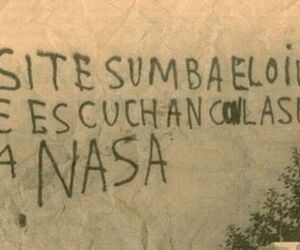 SI TE SUMBA EL OI
E ESCUCHAN CON LAS
A NASA